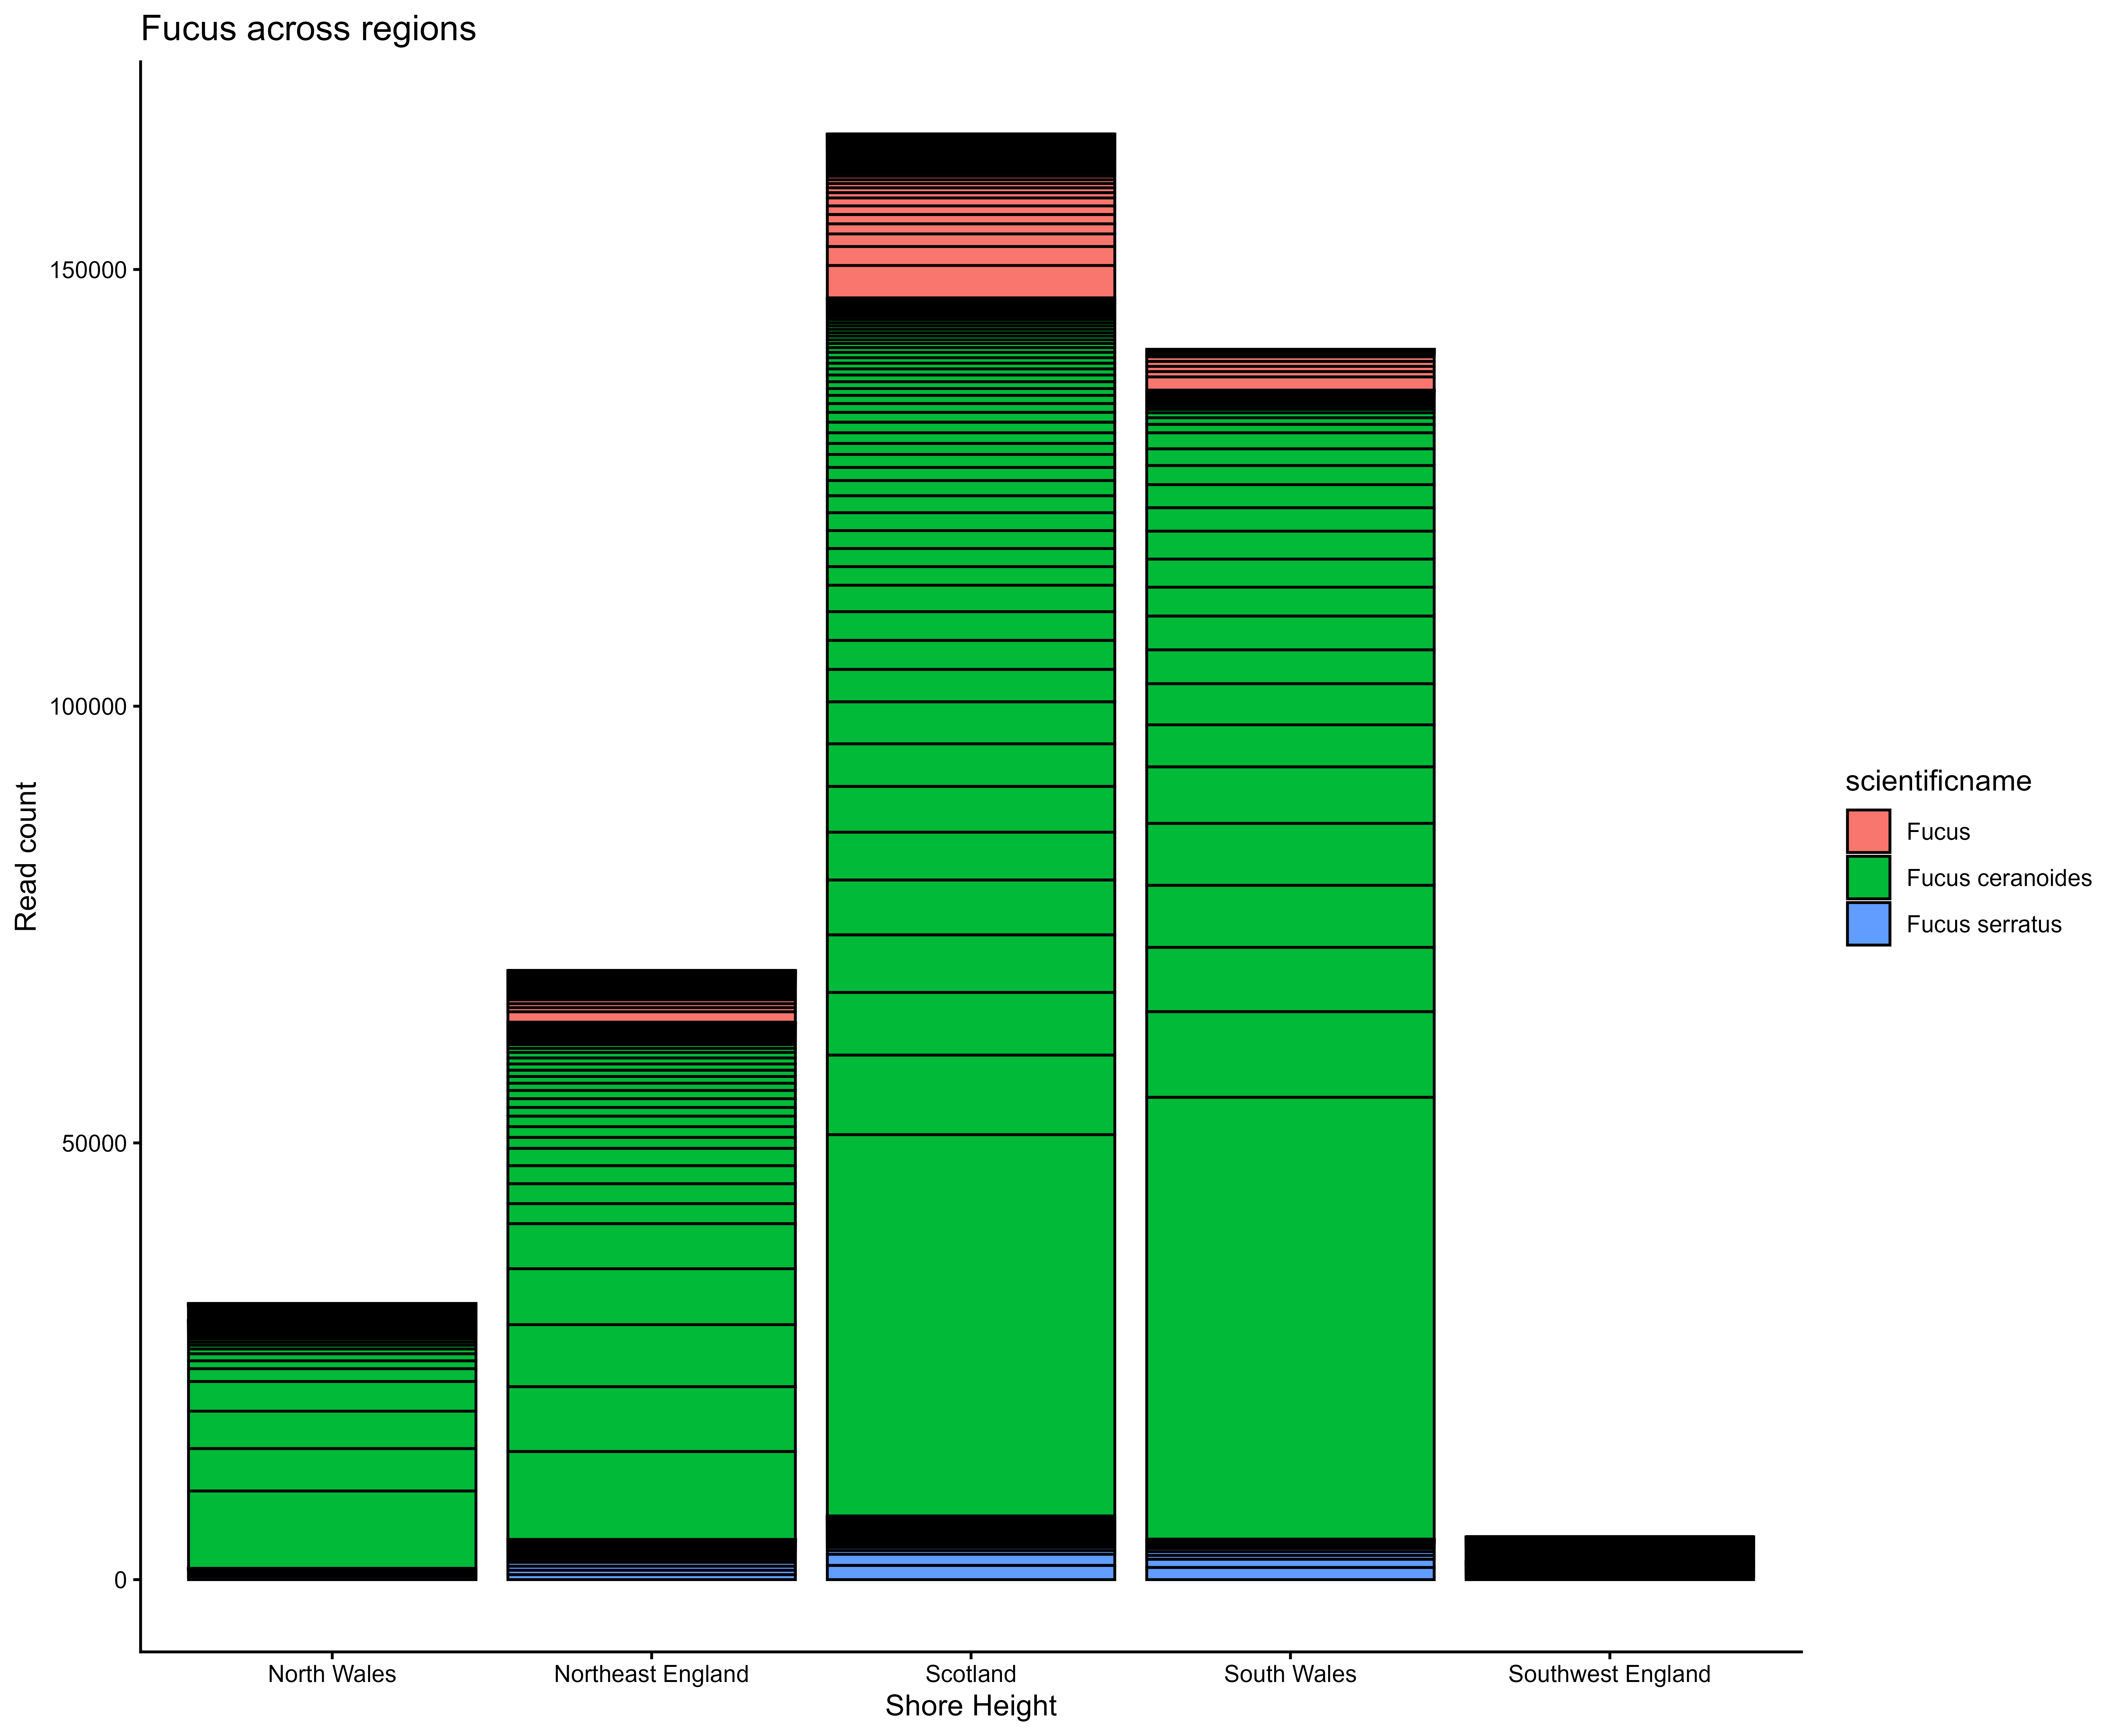 Fucus across regions
150000
100000
50000
0
Read count
North Wales
Northeast England
Scotland
South Wales
Southwest England
Shore Height
scientificname
Fucus
Fucus ceranoides
Fucus serratus